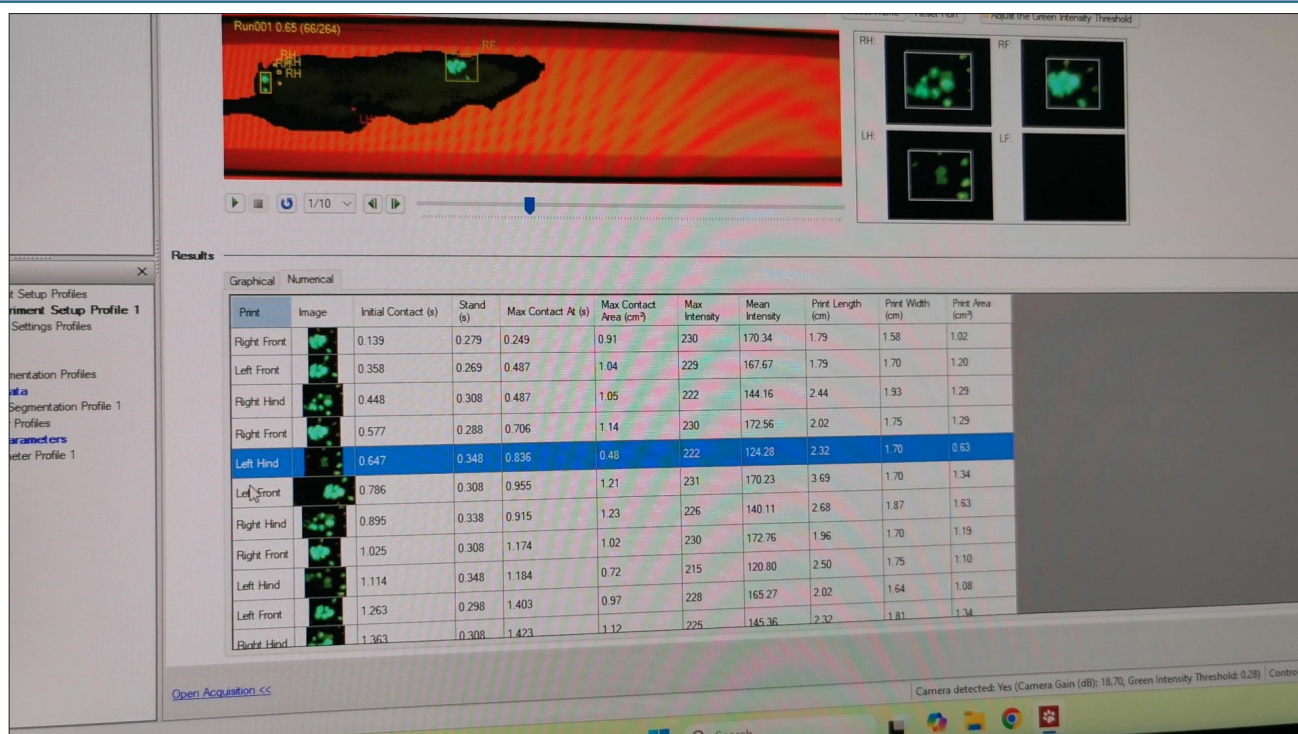 Run001 0.65 (66/264)
Adjust the Green Intensity Threshold
RH
RH
RH
RF
LH
RH:
RF:
LH:
LF:
1/10
Results
Graphical Numerical
Setup Profiles
riment Setup Profile 1
Settings Profiles
mentation Profiles
ata
Segmentation Profile 1
Profiles
arameters
eter Profile 1
Print Image Initial Contact (s) Stand (s) Max Contact At (s) Max Contact Area (cm²) Max Intensity Mean Intensity Print Length (cm) Print Width (cm) Print Area (cm²)
Right Front 0.139 0.279 0.249 0.91 230 170.34 1.79 1.58 1.02
Left Front 0.358 0.269 0.487 1.04 229 167.67 1.79 1.70 1.20
Right Hind 0.448 0.308 0.487 1.05 222 144.16 2.44 1.93 1.29
Right Front 0.577 0.288 0.706 1.14 230 172.56 2.02 1.75 1.29
Left Hind 0.647 0.348 0.836 0.48 222 124.28 2.32 1.70 0.63
Left Front 0.786 0.308 0.955 1.21 231 170.23 3.69 1.70 1.34
Right Hind 0.895 0.338 0.915 1.23 226 140.11 2.68 1.87 1.63
Right Front 1.025 0.308 1.174 1.02 230 172.76 1.96 1.70 1.19
Left Hind 1.114 0.348 1.184 0.72 215 120.80 2.50 1.75 1.10
Left Front 1.263 0.298 1.403 0.97 228 165.27 2.02 1.64 1.08
Right Hind 1.363 0.308 1.423 1.12 225 145.36 2.32 1.81 1.34
Open Acquisition <<
Camera detected: Yes (Camera Gain (dB): 18.70, Green Intensity Threshold: 0.28) Contro
Search